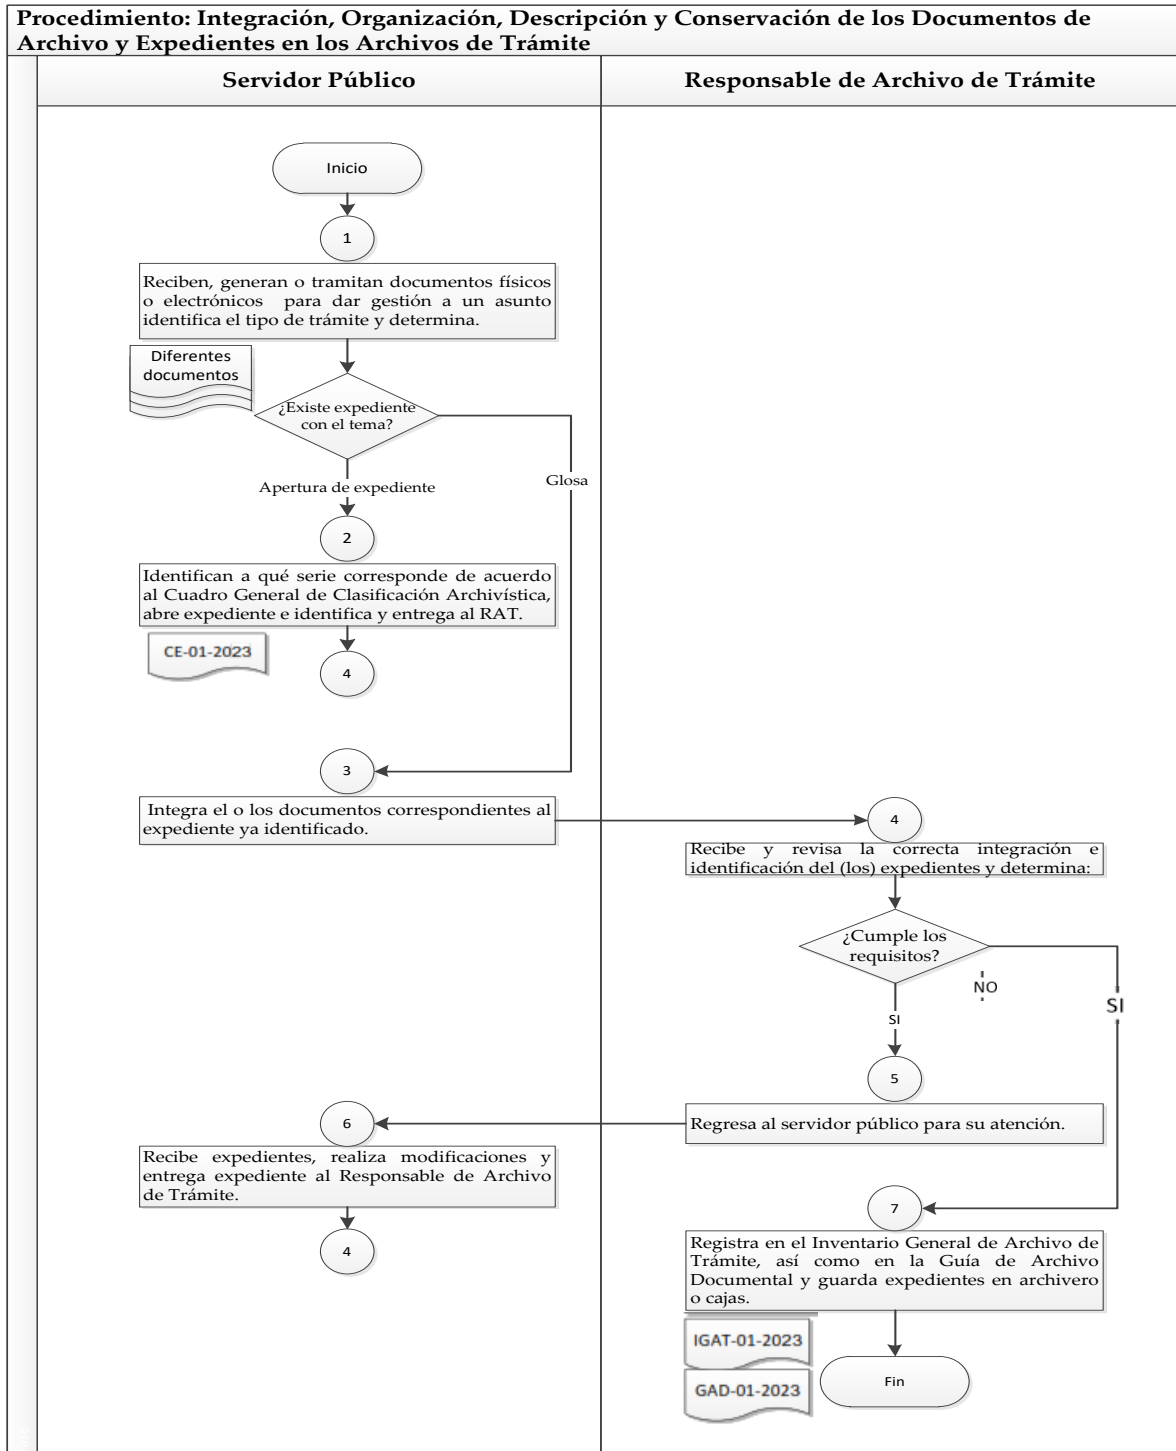 Procedimiento: Integración, Organización, Descripción y Conservación de los Documentos de
Archivo y Expedientes en los Archivos de Trámite
Servidor Público
Responsable de Archivo de Trámite
Inicio
1
Reciben, generan o tramitan documentos físicos
o electrónicos para dar gestión a un asunto
identifica el tipo de trámite y determina.
Diferentes
documentos
¿Existe expediente
con el tema?
Glosa
Apertura de expediente
2
Identifican a qué serie corresponde de acuerdo
al Cuadro General de Clasificación Archivística,
abre expediente e identifica y entrega al RAT.
CE-01-2023
4
3
Integra el o los documentos correspondientes al
expediente ya identificado.
4
Recibe y revisa la correcta integración e
identificación del (los) expedientes y determina:
¿Cumple los
requisitos?
NO
SI
SI
5
Regresa al servidor público para su atención.
6
Recibe expedientes, realiza modificaciones y
entrega expediente al Responsable de Archivo
de Trámite.
4
7
Registra en el Inventario General de Archivo de
Trámite, así como en la Guía de Archivo
Documental y guarda expedientes en archivero
o cajas.
IGAT-01-2023
GAD-01-2023
Fin